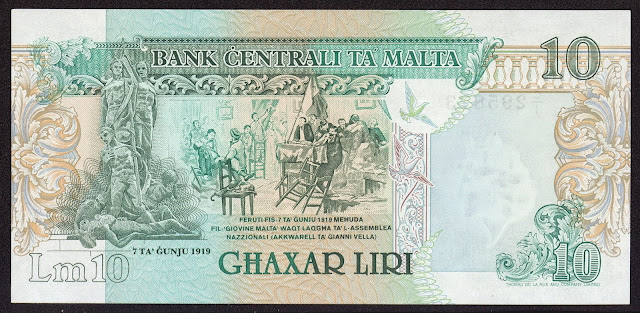 BANK ĊENTRALI TA' MALTA
10
FERUTI FIS-7 TA' ĠUNJU 1919 MEHUDA
FIL-'GIOVINE MALTA' WAQT LAQGĦA TA' L-ASSEMBLEA
NAZZJONALI (AKKWARELL TA' GIANNI VELLA)
7 TA' ĠUNJU 1919
Lm10
GĦAXAR LIRI
10
THOMAS DE LA RUE AND COMPANY LIMITED